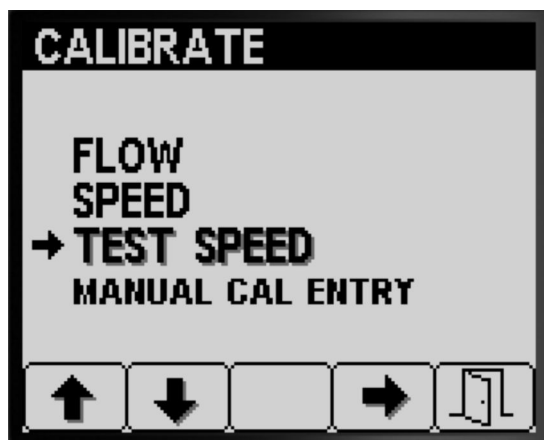 CALIBRATE
FLOW
SPEED
TEST SPEED
MANUAL CAL ENTRY